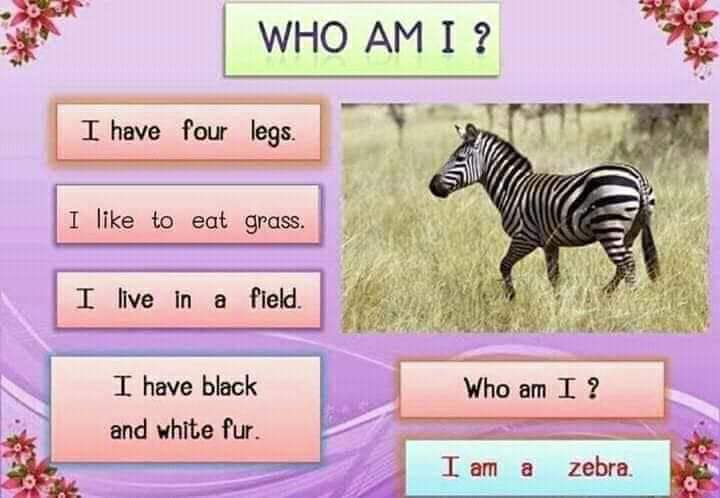 WHO AM I ?
I have four legs.
I like to eat grass.
I live in a field.
I have black
and white fur.
Who am I ?
I am a zebra.